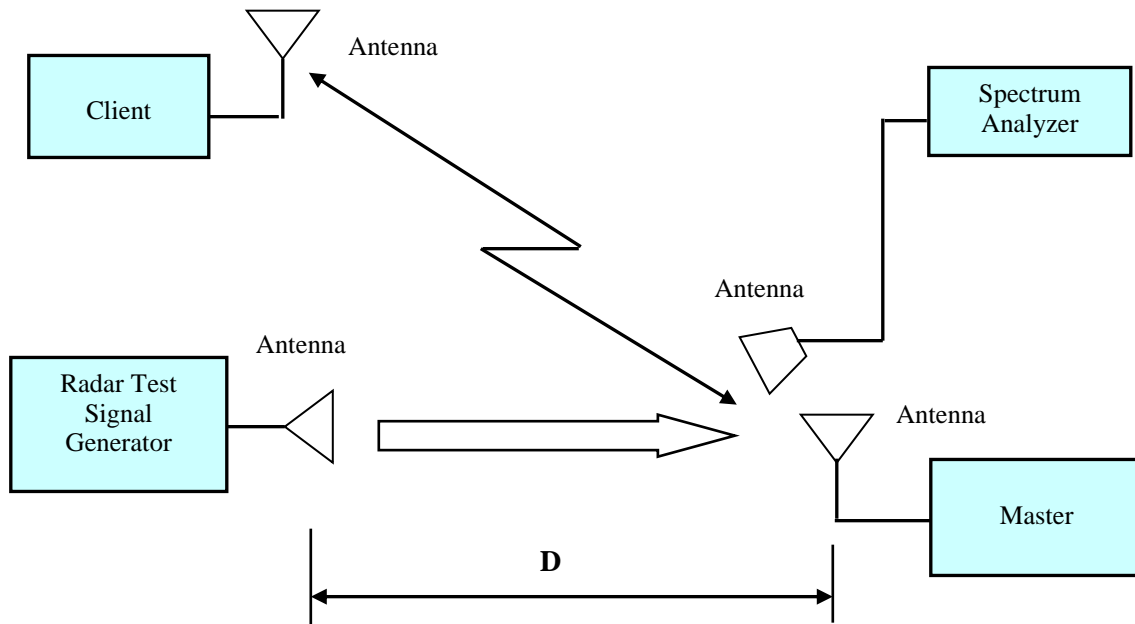 Antenna
Client
Spectrum
Analyzer
Antenna
Antenna
Radar Test
Signal
Generator
Antenna
Master
D